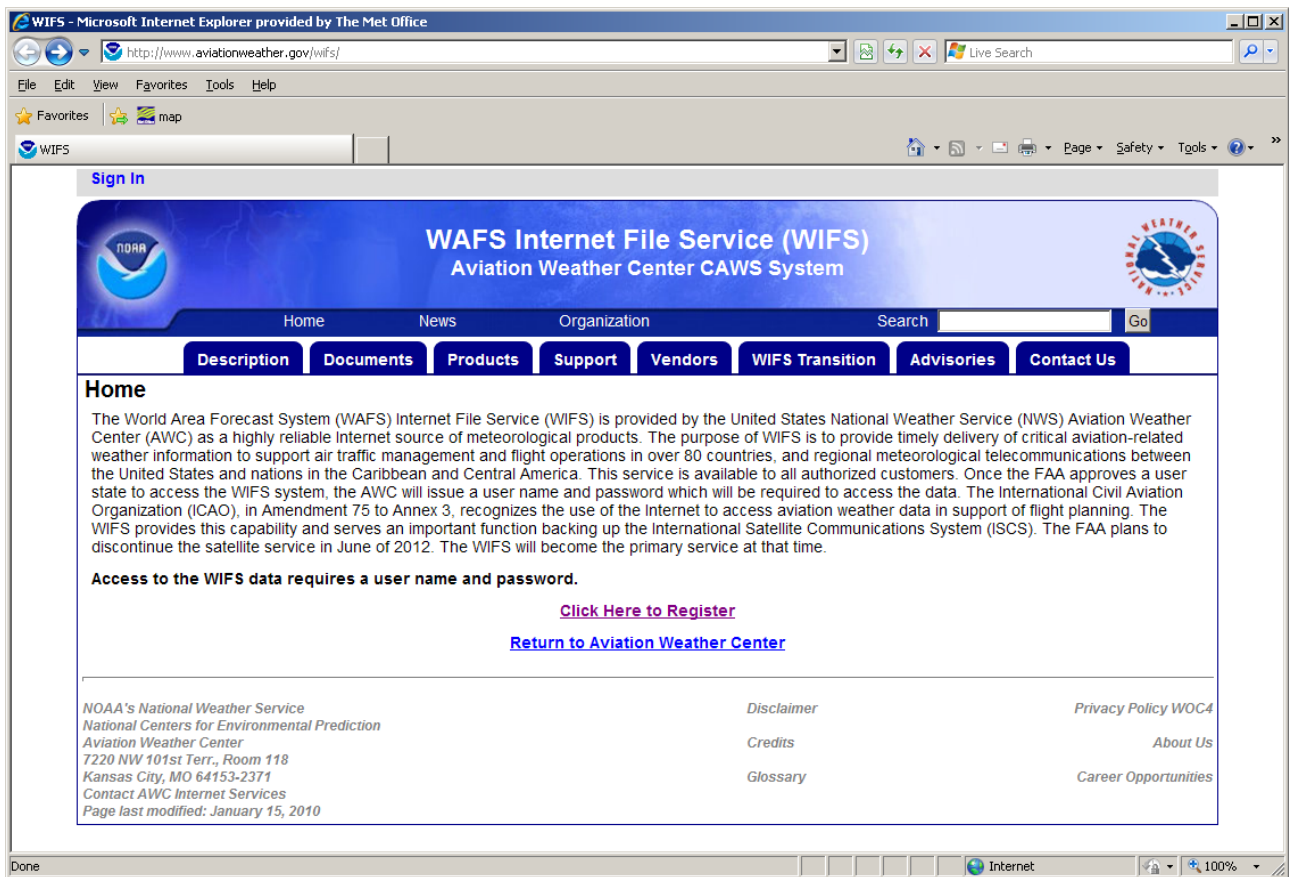 WIFS - Microsoft Internet Explorer provided by The Met Office
http://www.aviationweather.gov/wifs/
Live Search
File Edit View Favorites Tools Help
Favorites map
WIFS
Page Safety Tools
Sign In
NOAA
WAFS Internet File Service (WIFS)
Aviation Weather Center CAWS System
NATIONAL WEATHER SERVICE
Home News Organization Search Go
Description Documents Products Support Vendors WIFS Transition Advisories Contact Us
Home
The World Area Forecast System (WAFS) Internet File Service (WIFS) is provided by the United States National Weather Service (NWS) Aviation Weather
Center (AWC) as a highly reliable Internet source of meteorological products. The purpose of WIFS is to provide timely delivery of critical aviation-related
weather information to support air traffic management and flight operations in over 80 countries, and regional meteorological telecommunications between
the United States and nations in the Caribbean and Central America. This service is available to all authorized customers. Once the FAA approves a user
state to access the WIFS system, the AWC will issue a user name and password which will be required to access the data. The International Civil Aviation
Organization (ICAO), in Amendment 75 to Annex 3, recognizes the use of the Internet to access aviation weather data in support of flight planning. The
WIFS provides this capability and serves an important function backing up the International Satellite Communications System (ISCS). The FAA plans to
discontinue the satellite service in June of 2012. The WIFS will become the primary service at that time.
Access to the WIFS data requires a user name and password.
Click Here to Register
Return to Aviation Weather Center
NOAA's National Weather Service Disclaimer Privacy Policy WOC4
National Centers for Environmental Prediction
Aviation Weather Center Credits About Us
7220 NW 101st Terr., Room 118
Kansas City, MO 64153-2371 Glossary Career Opportunities
Contact AWC Internet Services
Page last modified: January 15, 2010
Done Internet 100%